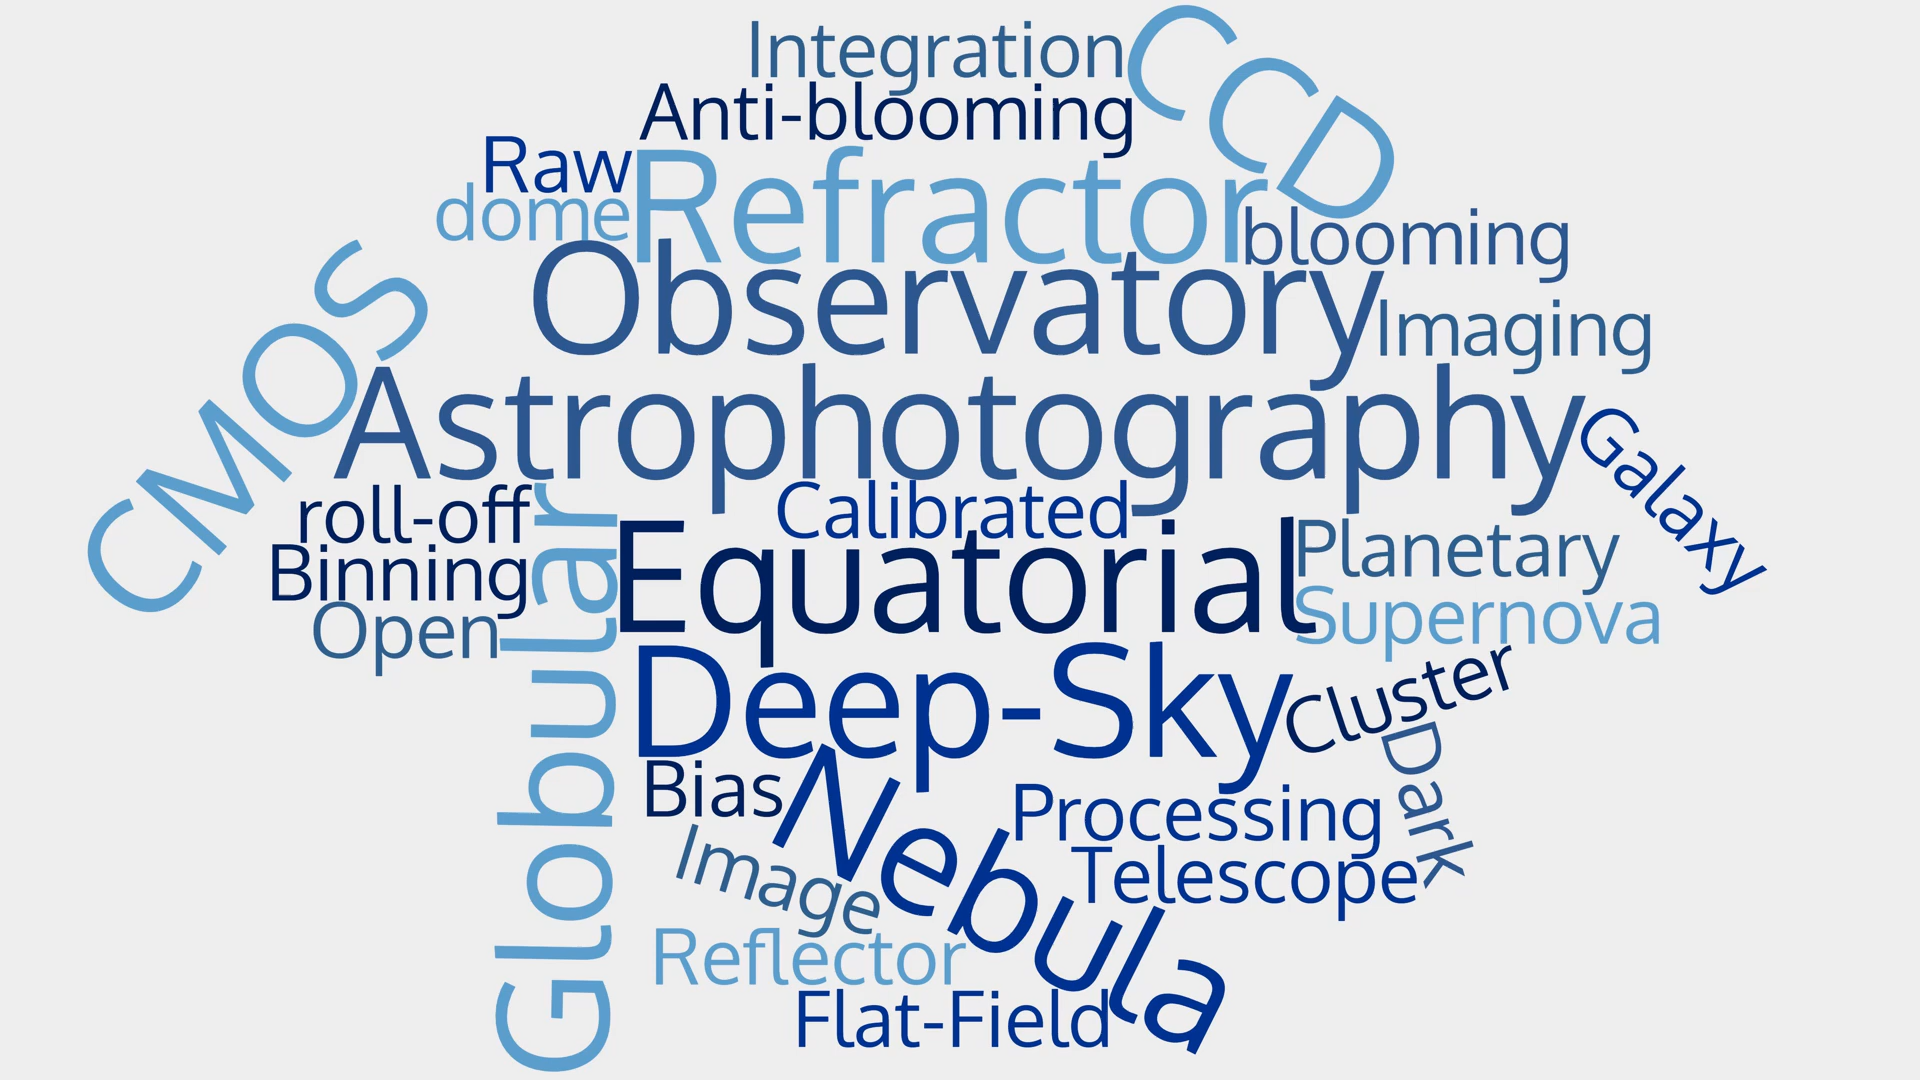 Integration
CCD
Anti-blooming
Raw
Refractor
dome
blooming
Observatory
CMOS
Imaging
Astrophotography
Galaxy
roll-off
Calibrated
Equatorial
Planetary
Binning
Supernova
Open
Globular
Deep-Sky
Cluster
Dark
Bias
Nebula
Processing
Image
Telescope
Reflector
Flat-Field